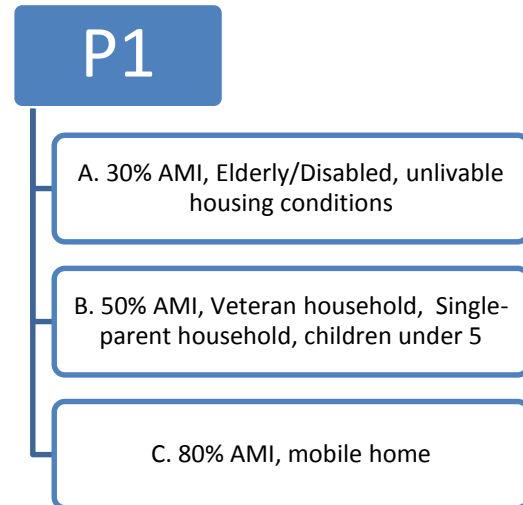 P1
A. 30% AMI, Elderly/Disabled, unlivable
housing conditions
B. 50% AMI, Veteran household,  Single-
parent household, children under 5
C. 80% AMI, mobile home